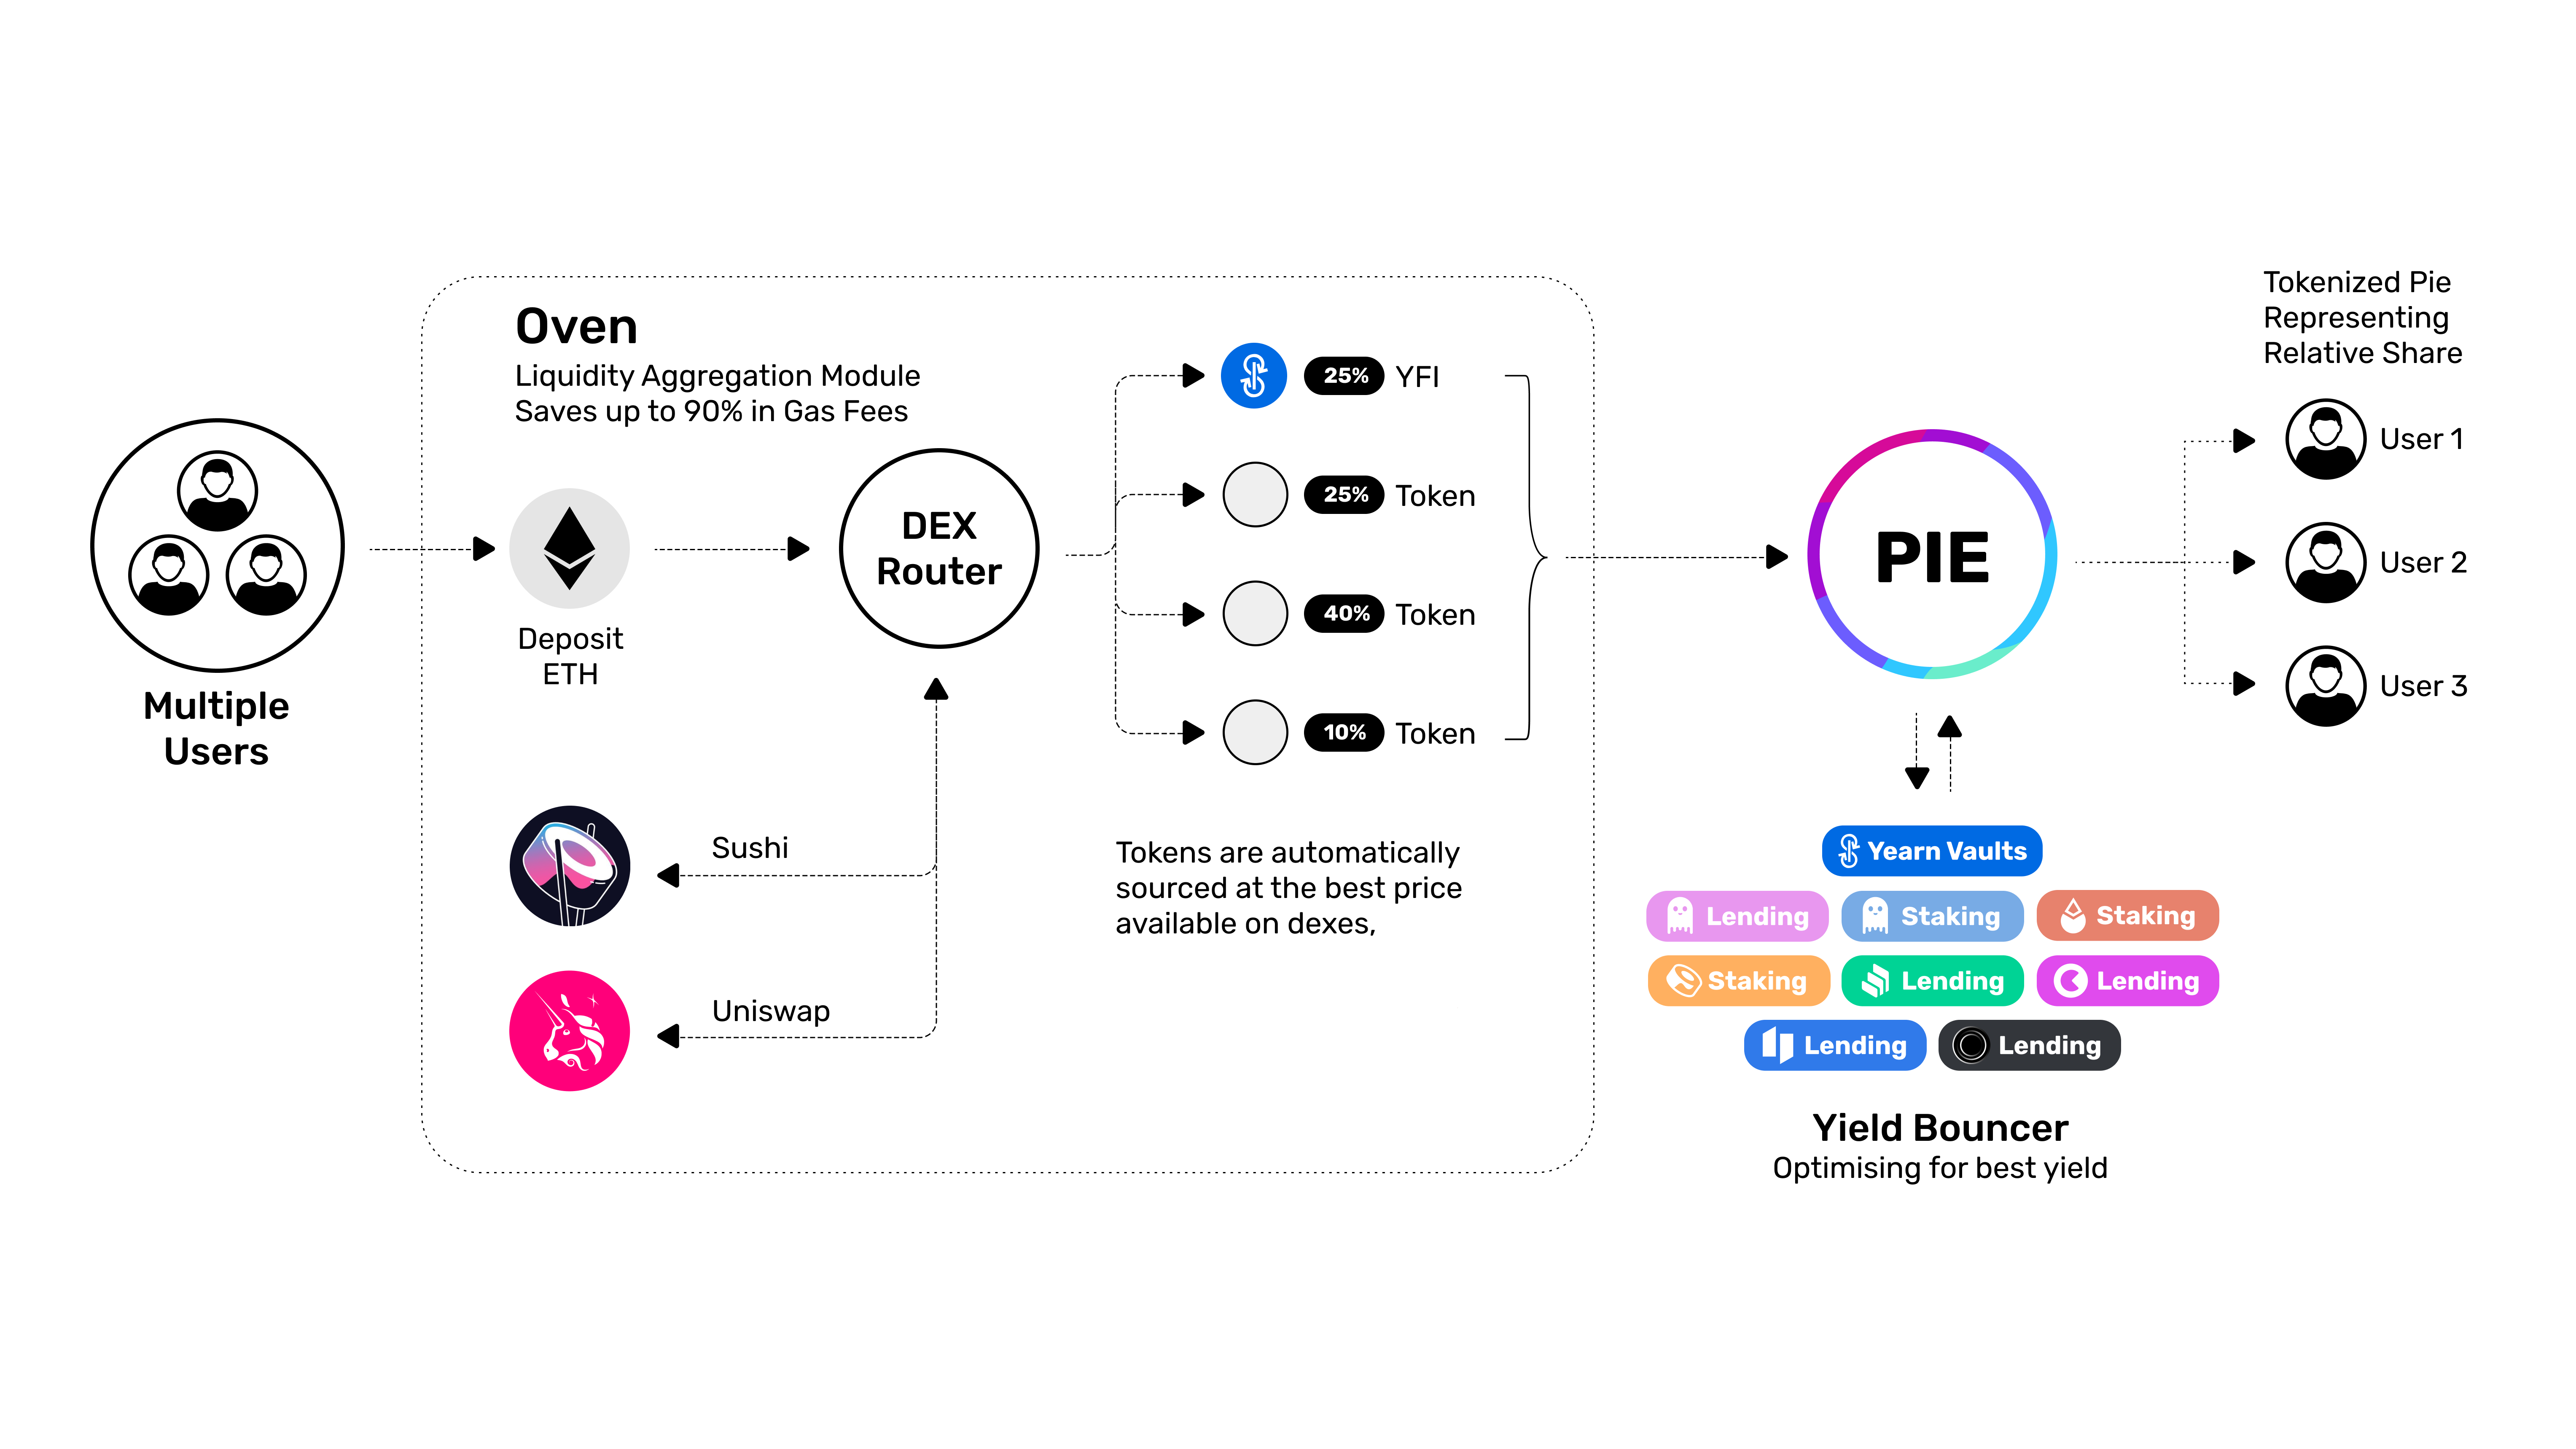 Multiple
Users
Oven
Liquidity Aggregation Module
Saves up to 90% in Gas Fees
Deposit
ETH
DEX
Router
Sushi
Uniswap
25% YFI
25% Token
40% Token
10% Token
Tokens are automatically
sourced at the best price
available on dexes,
PIE
Yearn Vaults
Lending
Staking
Staking
Staking
Lending
Lending
Lending
Lending
Yield Bouncer
Optimising for best yield
Tokenized Pie
Representing
Relative Share
User 1
User 2
User 3